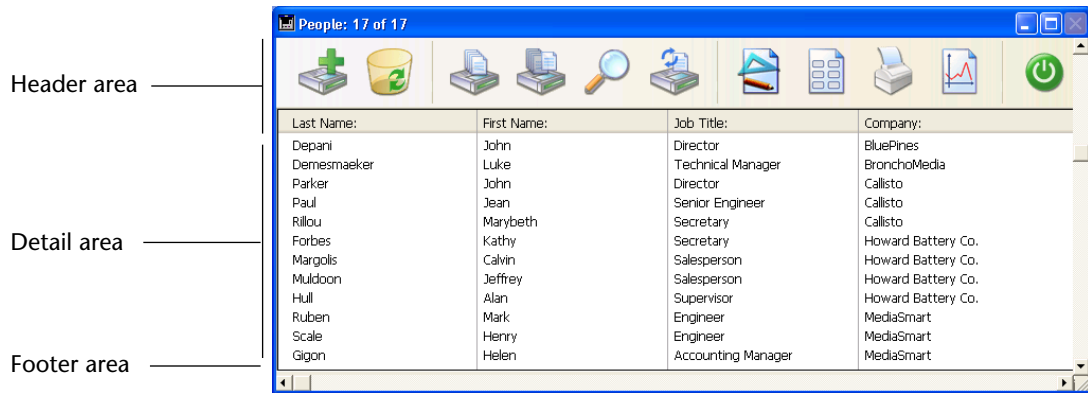 People: 17 of 17
Header area
Last Name: First Name: Job Title: Company:
Depani John Director BluePines
Demesmaeker Luke Technical Manager BronchoMedia
Parker John Director Callisto
Paul Jean Senior Engineer Callisto
Rillou Marybeth Secretary Callisto
Detail area
Forbes Kathy Secretary Howard Battery Co.
Margolis Calvin Salesperson Howard Battery Co.
Muldoon Jeffrey Salesperson Howard Battery Co.
Hull Alan Supervisor Howard Battery Co.
Ruben Mark Engineer MediaSmart
Scale Henry Engineer MediaSmart
Gigon Helen Accounting Manager MediaSmart
Footer area